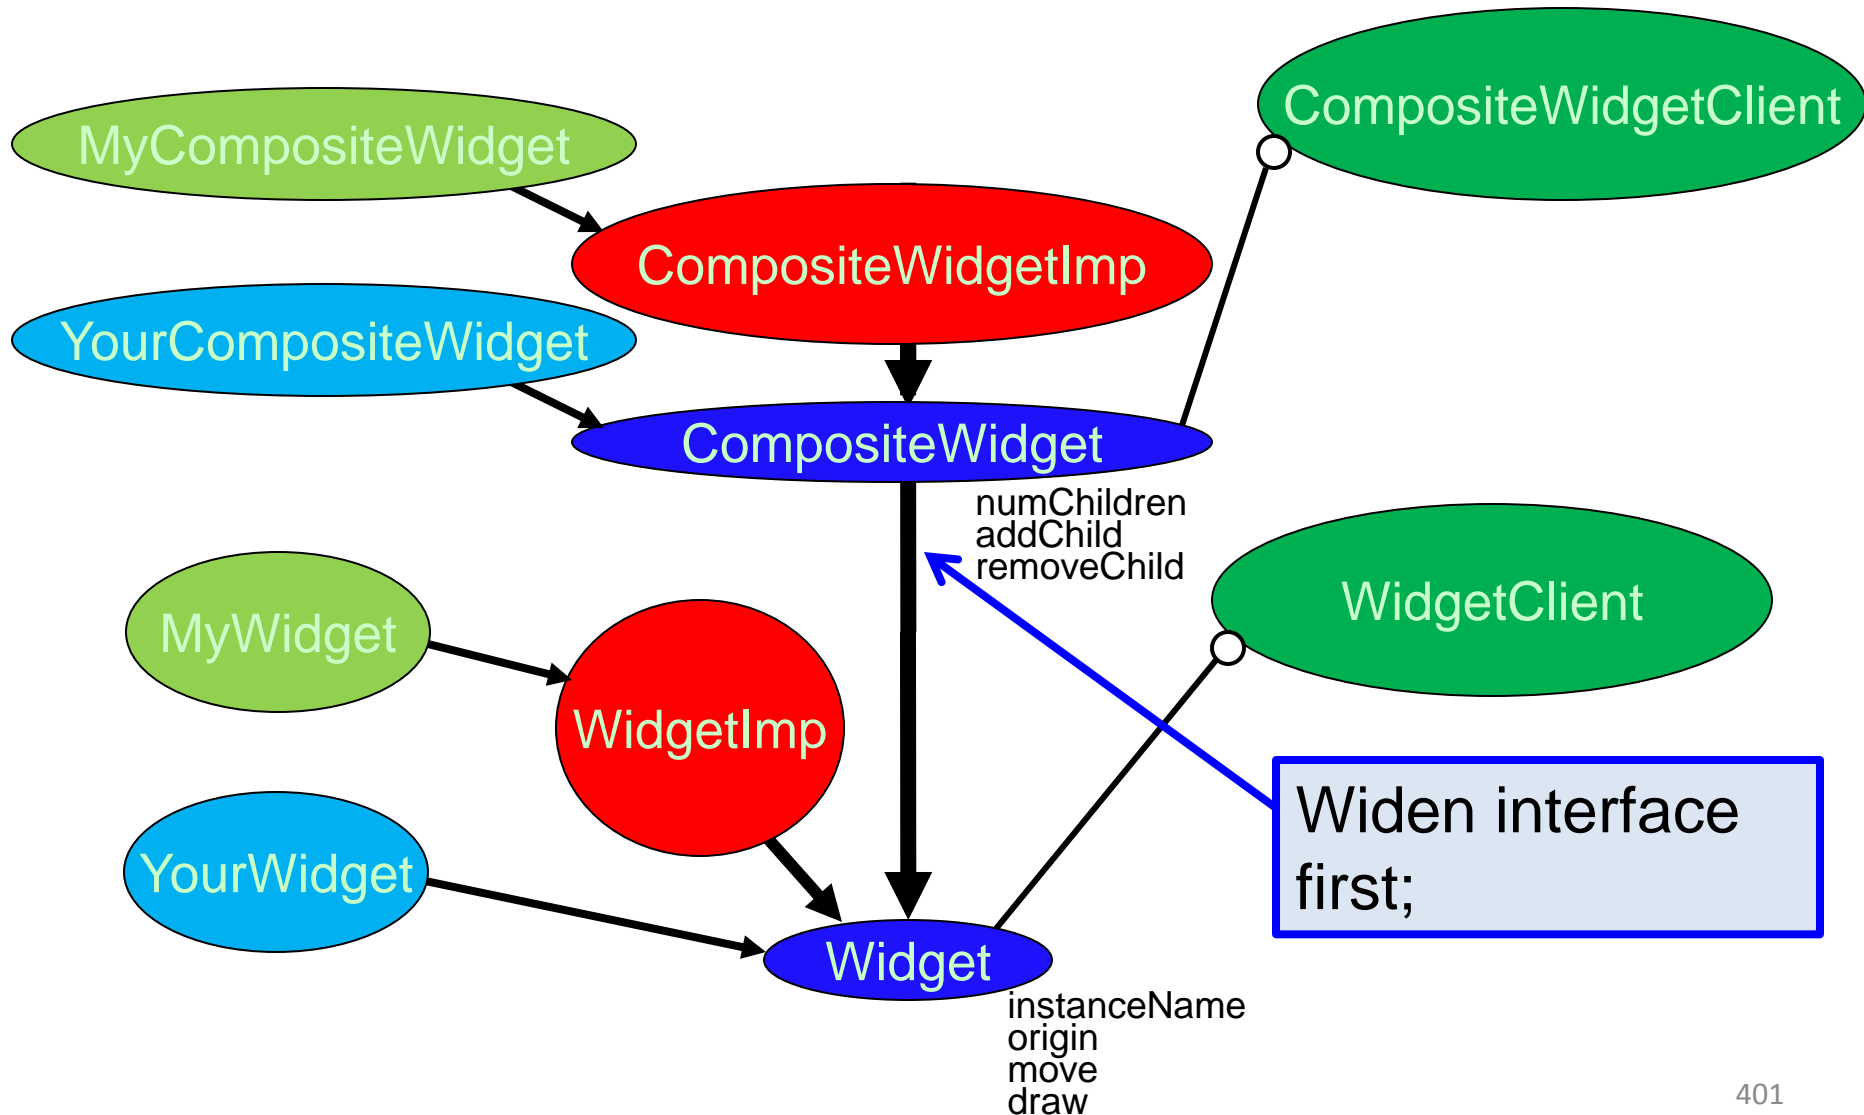 CompositeWidgetClient
MyCompositeWidget
CompositeWidgetImp
YourCompositeWidget
CompositeWidget
numChildren
addChild
removeChild
WidgetClient
MyWidget
WidgetImp
Widen interface
first;
YourWidget
Widget
instanceName
origin
move
draw
401